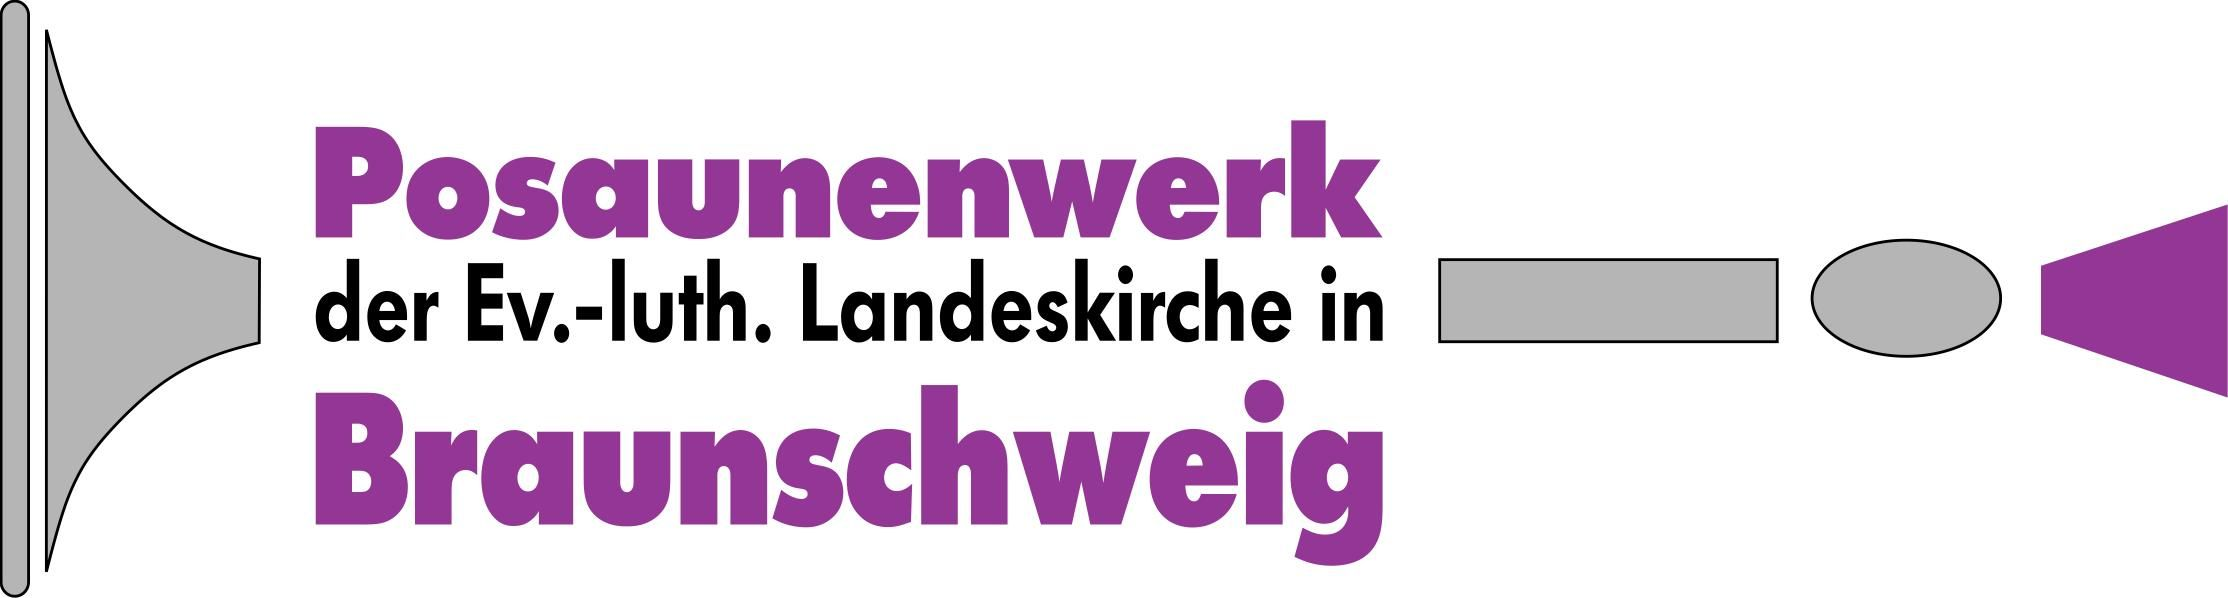 Posaunenwerk
der Ev.-luth. Landeskirche in
Braunschweig